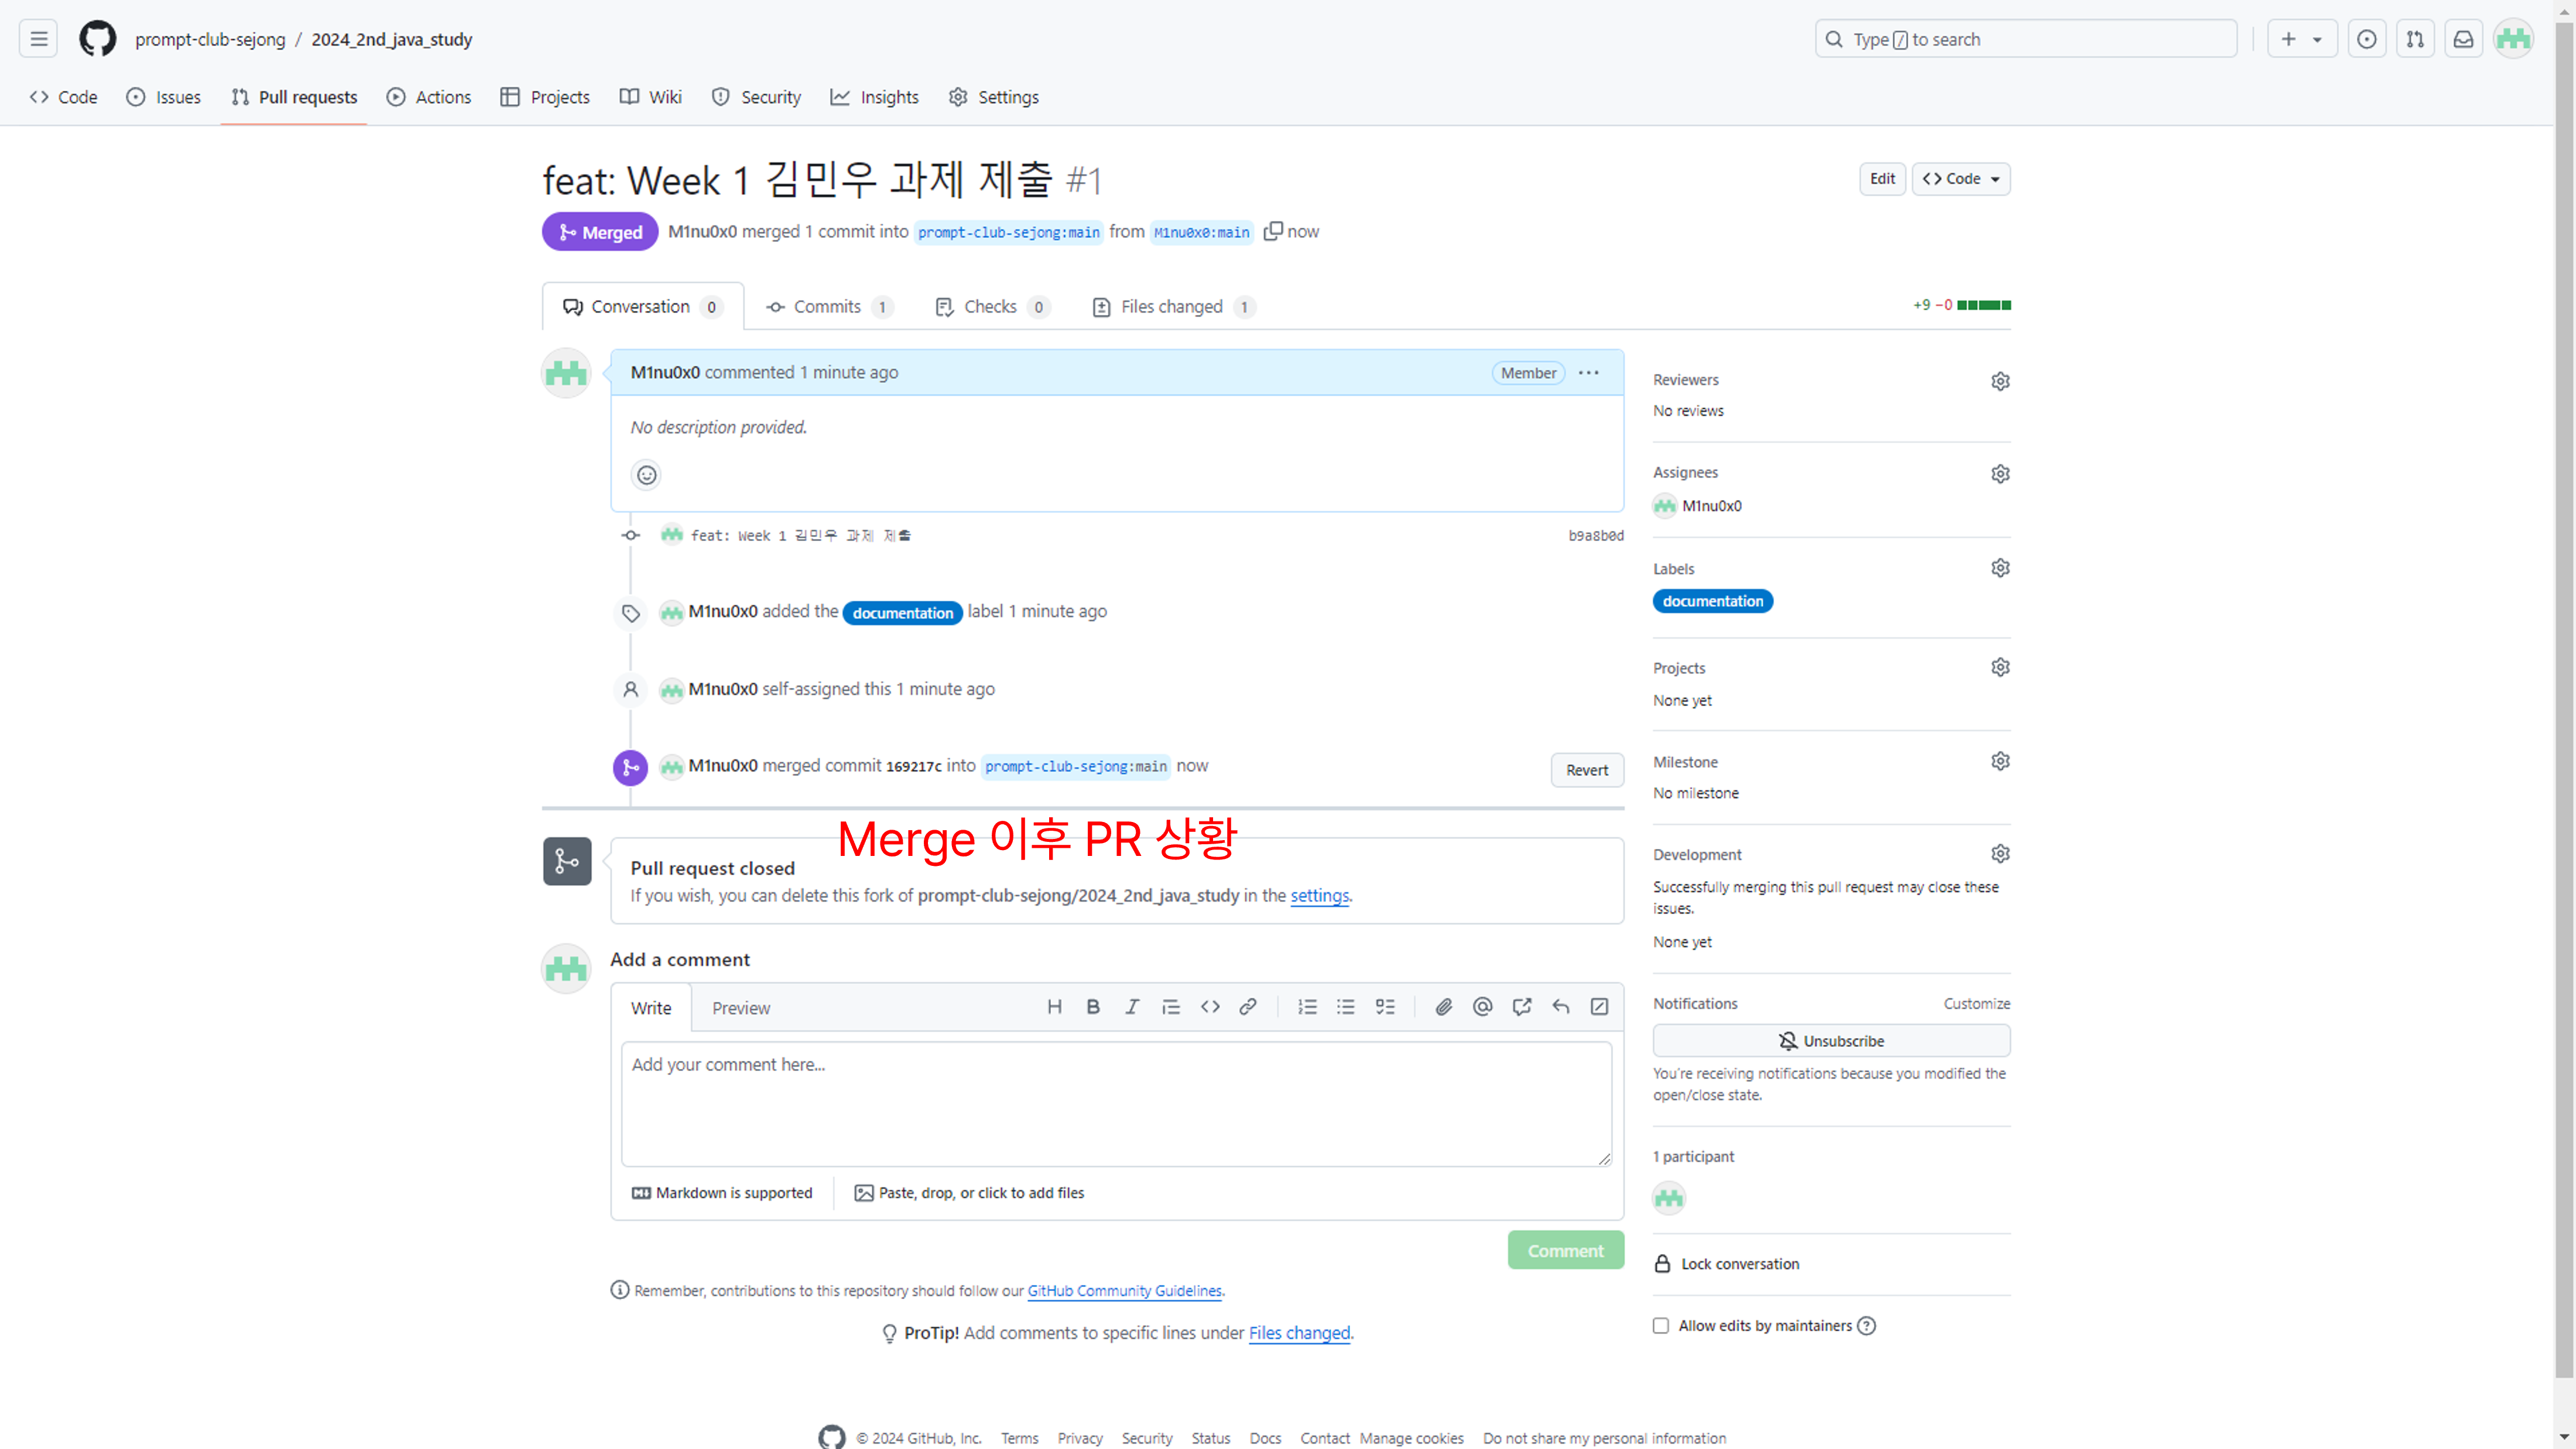 prompt-club-sejong / 2024_2nd_java_study
Type / to search
Code Issues Pull requests Actions Projects Wiki Security Insights Settings
feat: Week 1 김민우 과제 제출 #1
Edit
Code
Merged M1nu0x0 merged 1 commit into prompt-club-sejong:main from M1nu0x0:main now
Conversation 0 Commits 1 Checks 0 Files changed 1
+9 −0
M1nu0x0 commented 1 minute ago
Member
No description provided.
feat: Week 1 김민우 과제 제출
b9a8b0d
M1nu0x0 added the documentation label 1 minute ago
M1nu0x0 self-assigned this 1 minute ago
M1nu0x0 merged commit 169217c into prompt-club-sejong:main now
Revert
Merge 이후 PR 상황
Pull request closed
If you wish, you can delete this fork of prompt-club-sejong/2024_2nd_java_study in the settings.
Add a comment
Write Preview
Add your comment here...
Markdown is supported
Paste, drop, or click to add files
Comment
Remember, contributions to this repository should follow our GitHub Community Guidelines.
ProTip! Add comments to specific lines under Files changed.
Reviewers
No reviews
Assignees
M1nu0x0
Labels
documentation
Projects
None yet
Milestone
No milestone
Development
Successfully merging this pull request may close these
issues.
None yet
Notifications
Customize
Unsubscribe
You're receiving notifications because you modified the
open/close state.
1 participant
Lock conversation
Allow edits by maintainers
© 2024 GitHub, Inc. Terms Privacy Security Status Docs Contact Manage cookies Do not share my personal information